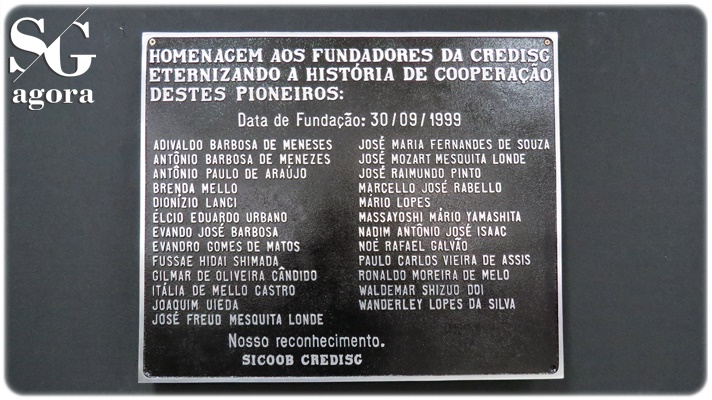 SG
agora
HOMENAGEM AOS FUNDADORES DA CREDISG
ETERNIZANDO A HISTÓRIA DE COOPERAÇÃO
DESTES PIONEIROS:
Data de Fundação: 30/09/1999
ADIVALDO BARBOSA DE MENESES
ANTÔNIO BARBOSA DE MENEZES
ANTÔNIO PAULO DE ARAÚJO
BRENDA MELLO
DIONÍZIO LANCI
ÉLCIO EDUARDO URBANO
EVANDO JOSÉ BARBOSA
EVANDRO GOMES DE MATOS
FUSSAE HIDAI SHIMADA
GILMAR DE OLIVEIRA CÂNDIDO
ITÁLIA DE MELLO CASTRO
JOAQUIM UIEDA
JOSÉ FREUD MESQUITA LONDE
JOSÉ MARIA FERNANDES DE SOUZA
JOSÉ MOZART MESQUITA LONDE
JOSÉ RAIMUNDO PINTO
MARCELLO JOSÉ RABELLO
MÁRIO LOPES
MASSAYOSHI MÁRIO YAMASHITA
NADIM ANTÔNIO JOSÉ ISAAC
NOÉ RAFAEL GALVÃO
PAULO CARLOS VIEIRA DE ASSIS
RONALDO MOREIRA DE MELO
WALDEMAR SHIZUO DOI
WANDERLEY LOPES DA SILVA
Nosso reconhecimento.
SICOOB CREDISG